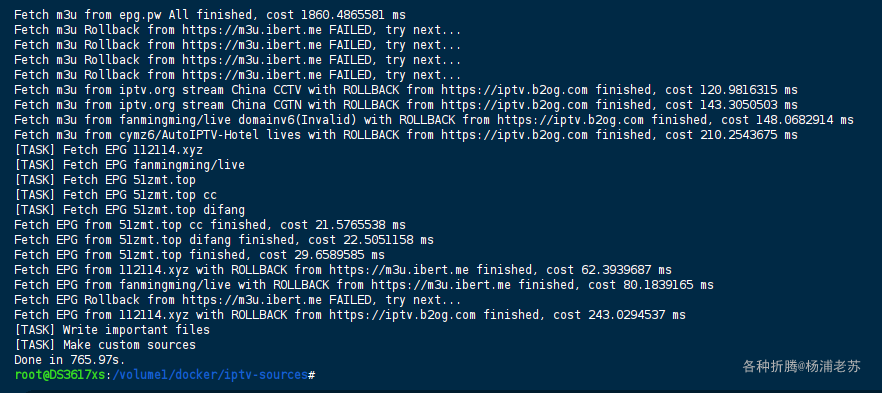 Fetch m3u from epg.pw All finished, cost 1860.4865581 ms
Fetch m3u Rollback from https://m3u.ibert.me FAILED, try next...
Fetch m3u Rollback from https://m3u.ibert.me FAILED, try next...
Fetch m3u Rollback from https://m3u.ibert.me FAILED, try next...
Fetch m3u Rollback from https://m3u.ibert.me FAILED, try next...
Fetch m3u from iptv.org stream China CCTV with ROLLBACK from https://iptv.b2og.com finished, cost 120.9816315 ms
Fetch m3u from iptv.org stream China CGTN with ROLLBACK from https://iptv.b2og.com finished, cost 143.3050503 ms
Fetch m3u from fanmingming/live domainv6(Invalid) with ROLLBACK from https://iptv.b2og.com finished, cost 148.0682914 ms
Fetch m3u from cymz6/AutoIPTV-Hotel lives with ROLLBACK from https://iptv.b2og.com finished, cost 210.2543675 ms
[TASK] Fetch EPG 112114.xyz
[TASK] Fetch EPG fanmingming/live
[TASK] Fetch EPG 51zmt.top
[TASK] Fetch EPG 51zmt.top cc
[TASK] Fetch EPG 51zmt.top difang
Fetch EPG from 51zmt.top cc finished, cost 21.5765538 ms
Fetch EPG from 51zmt.top difang finished, cost 22.5051158 ms
Fetch EPG from 51zmt.top finished, cost 29.6589585 ms
Fetch EPG from 112114.xyz with ROLLBACK from https://m3u.ibert.me finished, cost 62.3939687 ms
Fetch EPG from fanmingming/live with ROLLBACK from https://m3u.ibert.me finished, cost 80.1839165 ms
Fetch EPG Rollback from https://m3u.ibert.me FAILED, try next...
Fetch EPG from 112114.xyz with ROLLBACK from https://iptv.b2og.com finished, cost 243.0294537 ms
[TASK] Write important files
[TASK] Make custom sources
Done in 765.97s.
root@DS3617xs:/volume1/docker/iptv-sources#
各种折腾@杨浦老苏